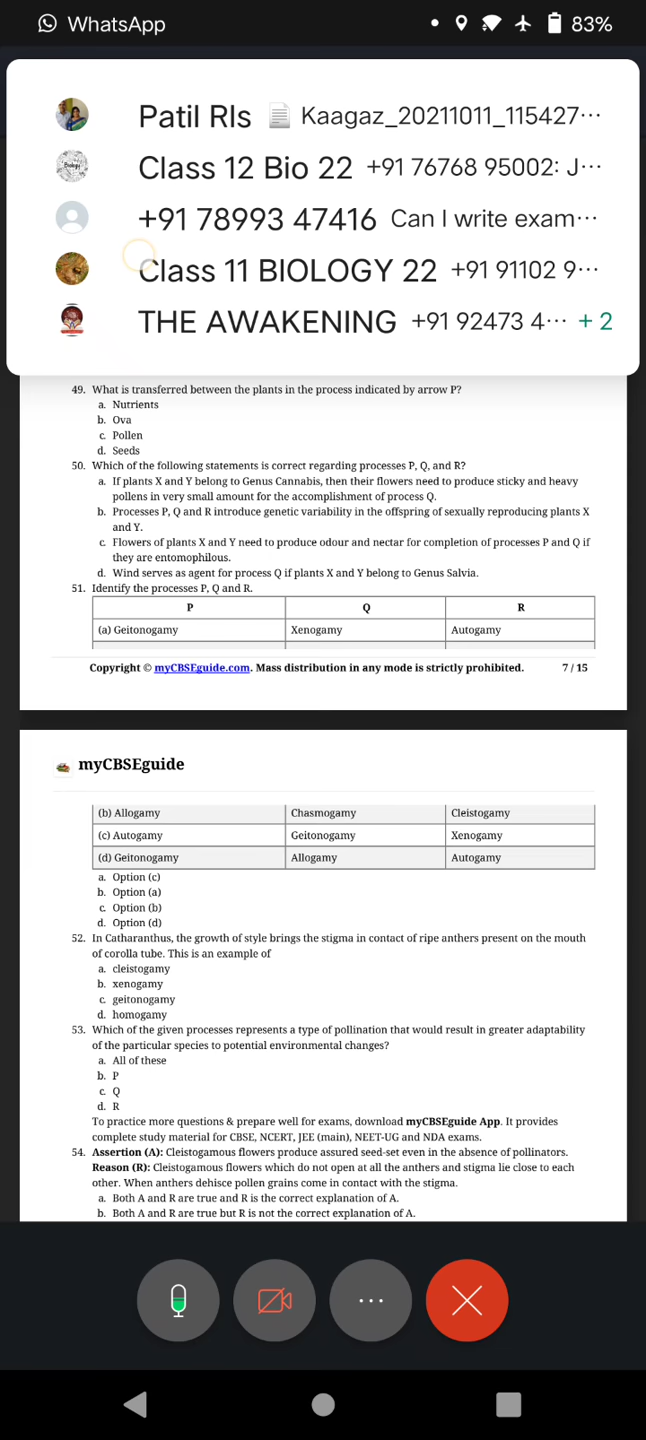 WhatsApp 83%
Patil Rls Kaagaz_20211011_115427···
Class 12 Bio 22 +91 76768 95002: J···
+91 78993 47416 Can I write exam···
Class 11 BIOLOGY 22 +91 91102 9···
THE AWAKENING +91 92473 4··· + 2
49. What is transferred between the plants in the process indicated by arrow P?
a. Nutrients
b. Ova
c. Pollen
d. Seeds
50. Which of the following statements is correct regarding processes P, Q, and R?
a. If plants X and Y belong to Genus Cannabis, then their flowers need to produce sticky and heavy
pollens in very small amount for the accomplishment of process Q.
b. Processes P, Q and R introduce genetic variability in the offspring of sexually reproducing plants X
and Y.
c. Flowers of plants X and Y need to produce odour and nectar for completion of processes P and Q if
they are entomophilous.
d. Wind serves as agent for process Q if plants X and Y belong to Genus Salvia.
51. Identify the processes P, Q and R.
P Q R
(a) Geitonogamy Xenogamy Autogamy
Copyright © myCBSEguide.com. Mass distribution in any mode is strictly prohibited. 7 / 15
myCBSEguide
(b) Allogamy Chasmogamy Cleistogamy
(c) Autogamy Geitonogamy Xenogamy
(d) Geitonogamy Allogamy Autogamy
a. Option (c)
b. Option (a)
c. Option (b)
d. Option (d)
52. In Catharanthus, the growth of style brings the stigma in contact of ripe anthers present on the mouth
of corolla tube. This is an example of
a. cleistogamy
b. xenogamy
c. geitonogamy
d. homogamy
53. Which of the given processes represents a type of pollination that would result in greater adaptability
of the particular species to potential environmental changes?
a. All of these
b. P
c. Q
d. R
To practice more questions & prepare well for exams, download myCBSEguide App. It provides
complete study material for CBSE, NCERT, JEE (main), NEET-UG and NDA exams.
54. Assertion (A): Cleistogamous flowers produce assured seed-set even in the absence of pollinators.
Reason (R): Cleistogamous flowers which do not open at all the anthers and stigma lie close to each
other. When anthers dehisce pollen grains come in contact with the stigma.
a. Both A and R are true and R is the correct explanation of A.
b. Both A and R are true but R is not the correct explanation of A.